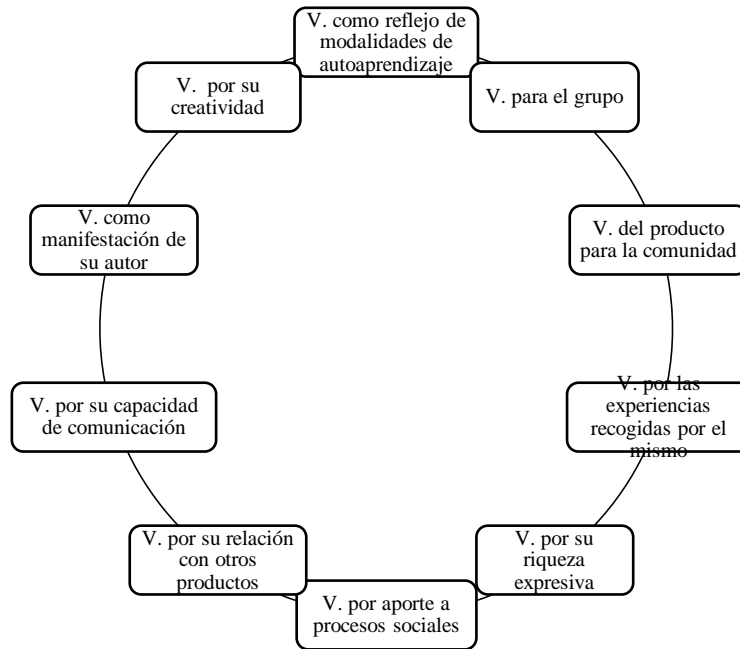 V. como reflejo de
modalidades de
autoaprendizaje
V. para el grupo
V. del producto
para la comunidad
V. por las
experiencias
recogidas por el
mismo
V. por su
riqueza
expresiva
V. por aporte a
procesos sociales
V. por su relación
con otros
productos
V. por su capacidad
de comunicación
V. como
manifestación de
su autor
V. por su
creatividad